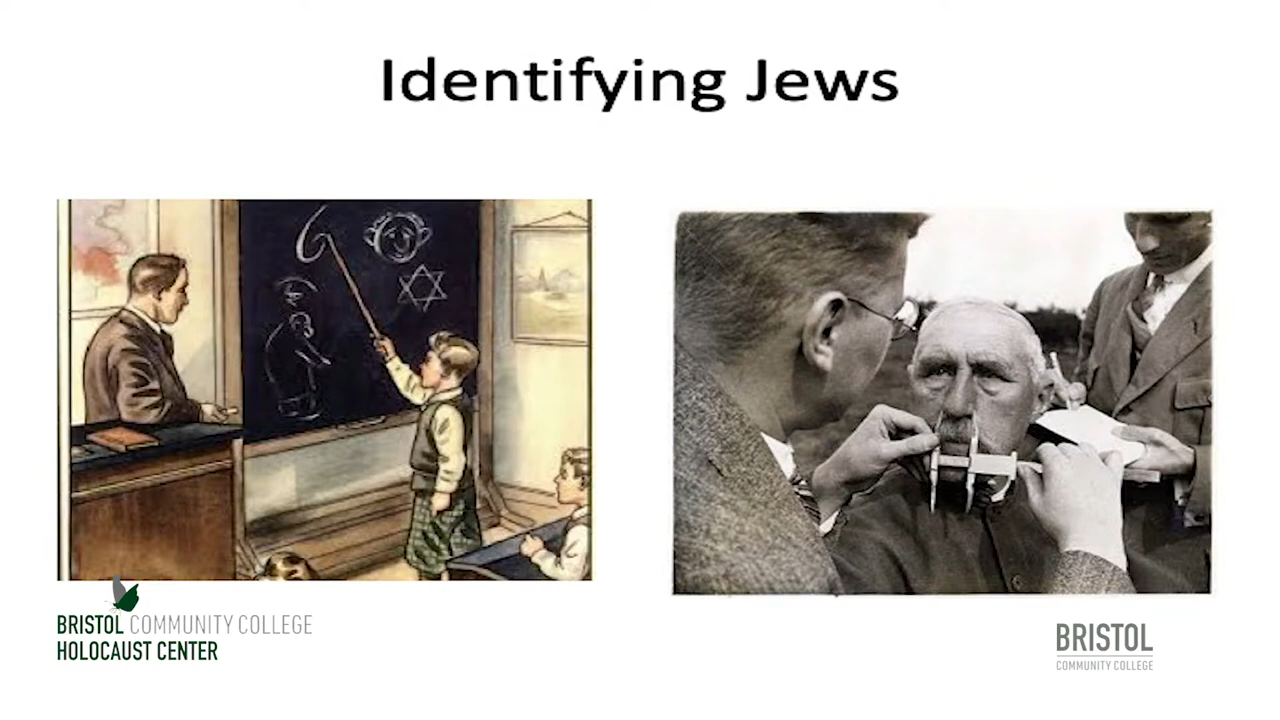 Identifying Jews
BRISTOL COMMUNITY COLLEGE
HOLOCAUST CENTER
BRISTOL
COMMUNITY COLLEGE